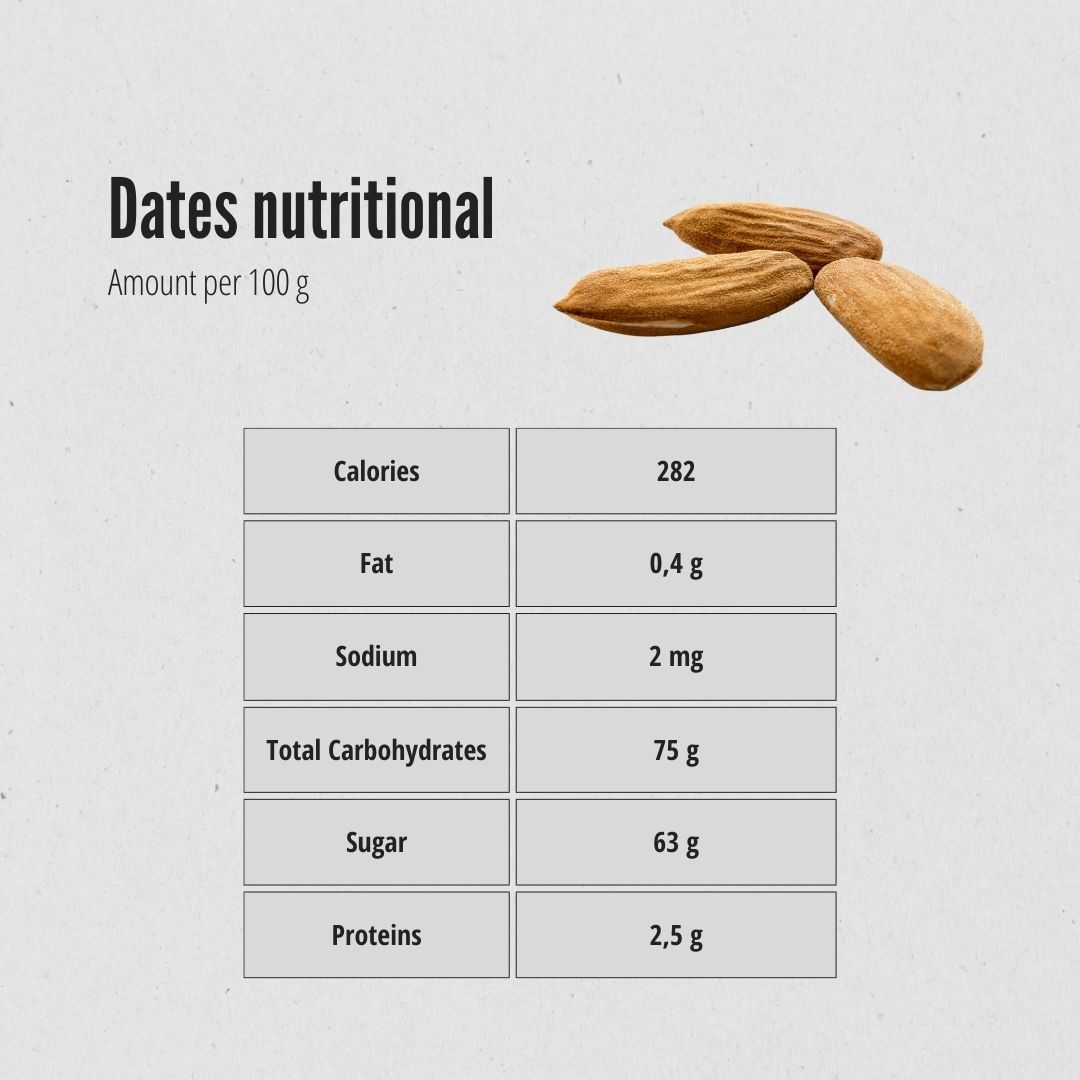 Dates nutritional
Amount per 100 g
Calories 282
Fat 0,4 g
Sodium 2 mg
Total Carbohydrates 75 g
Sugar 63 g
Proteins 2,5 g